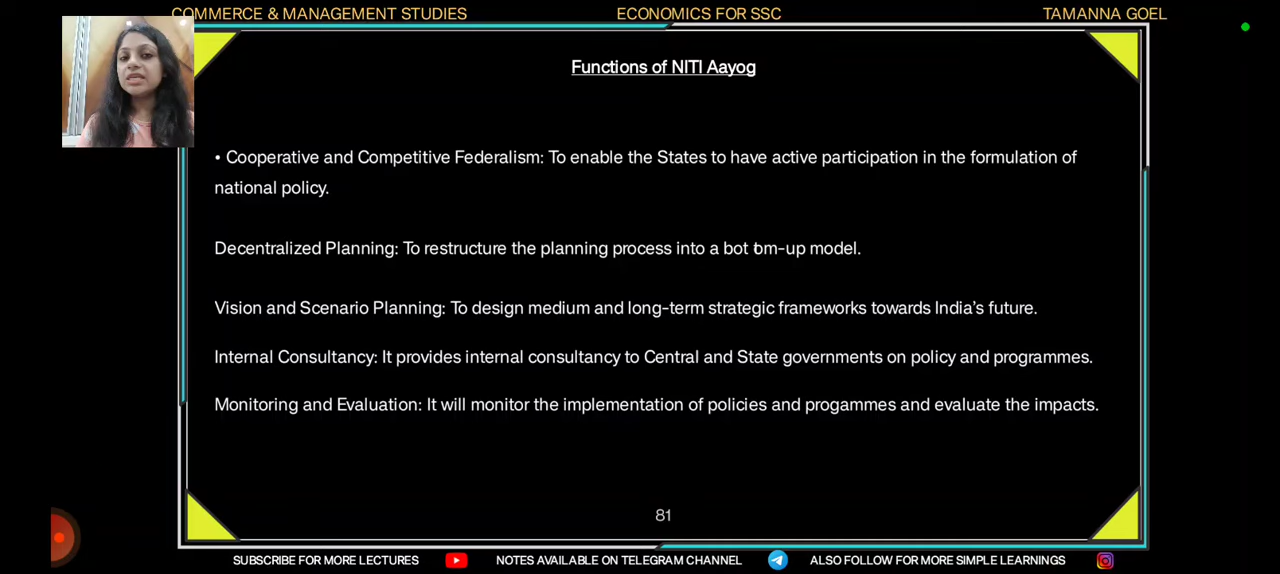 COMMERCE & MANAGEMENT STUDIES ECONOMICS FOR SSC TAMANNA GOEL
Functions of NITI Aayog
• Cooperative and Competitive Federalism: To enable the States to have active participation in the formulation of
national policy.
Decentralized Planning: To restructure the planning process into a bot tom-up model.
Vision and Scenario Planning: To design medium and long-term strategic frameworks towards India's future.
Internal Consultancy: It provides internal consultancy to Central and State governments on policy and programmes.
Monitoring and Evaluation: It will monitor the implementation of policies and progammes and evaluate the impacts.
81
SUBSCRIBE FOR MORE LECTURES NOTES AVAILABLE ON TELEGRAM CHANNEL ALSO FOLLOW FOR MORE SIMPLE LEARNINGS